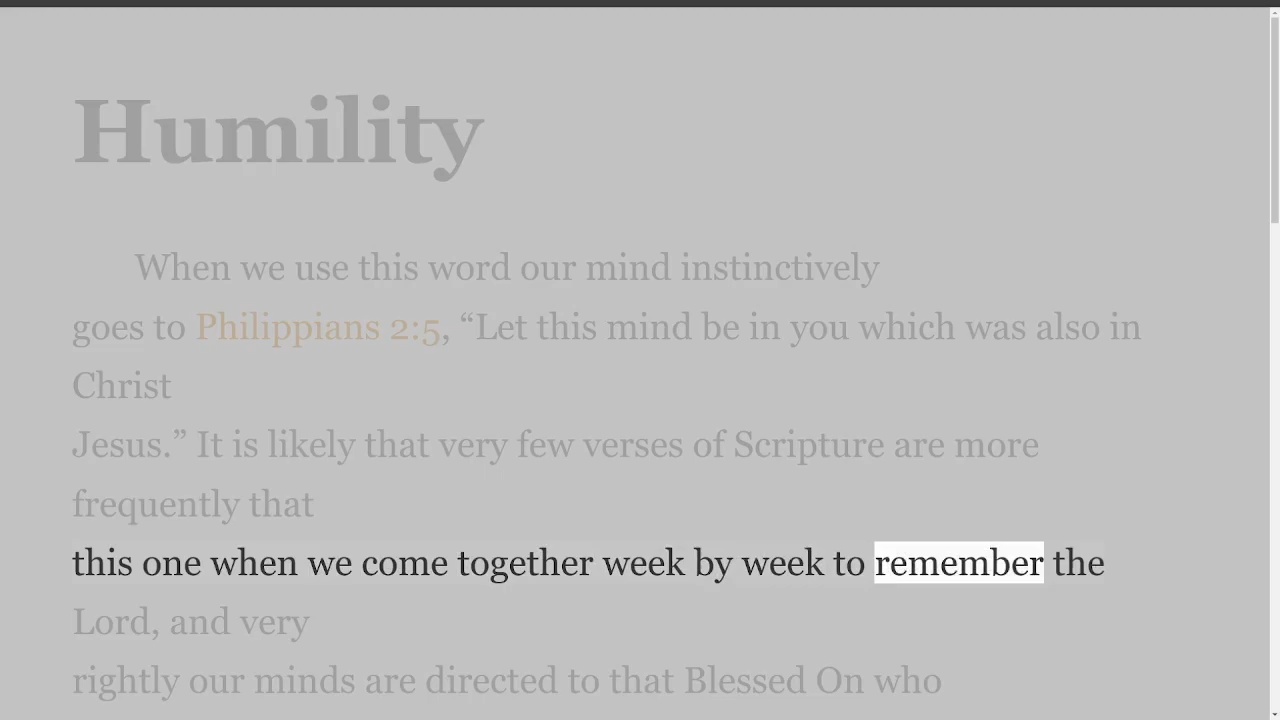 Humility
When we use this word our mind instinctively
goes to Philippians 2:5, “Let this mind be in you which was also in
Christ
Jesus.” It is likely that very few verses of Scripture are more
frequently that
this one when we come together week by week to remember the
Lord, and very
rightly our minds are directed to that Blessed On who